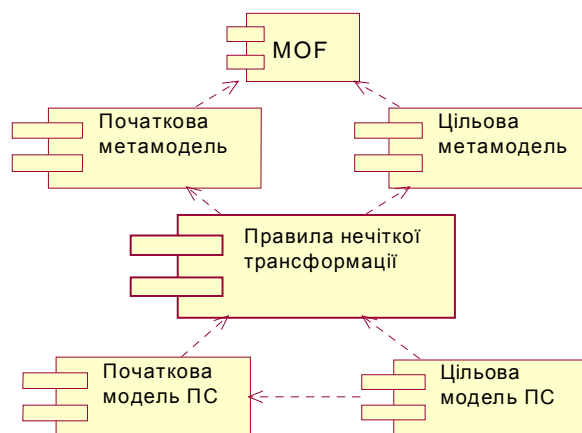 MOF
Початкова
метамодель
Цільова
метамодель
Правила нечіткої
трансформації
Початкова
модель ПС
Цільова
модель ПС